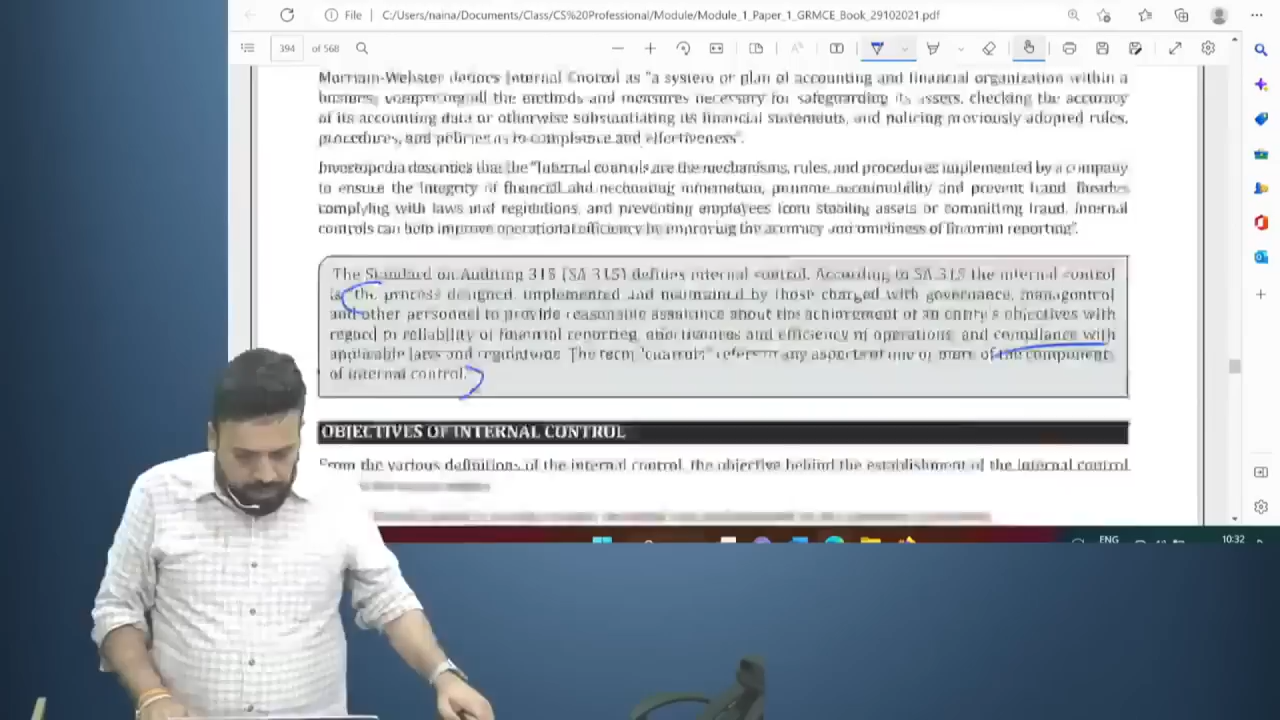 File C:/Users/naina/Documents/Class/CS%20Professional/Module/Module_1_Paper_1_GRMCE_Book_29102021.pdf
394 of 568
Merriam-Webster defines Internal Control as "a system or plan of accounting and financial organization within a
business comprising all the methods and measures necessary for safeguarding its assets, checking the accuracy
of its accounting data or otherwise substantiating its financial statements, and policing previously adopted rules,
procedures, and policies as to compliance and effectiveness".
Investopedia describes that the "Internal controls are the mechanisms, rules, and procedures implemented by a company
to ensure the integrity of financial and accounting information, promote accountability and prevent fraud. Besides
complying with laws and regulations, and preventing employees from stealing assets or committing fraud, internal
controls can help improve operational efficiency by improving the accuracy and timeliness of financial reporting".
The Standard on Auditing 315 (SA 315) defines internal control. According to SA 315 the internal control
is "the process designed, implemented and maintained by those charged with governance,
and other personnel to provide reasonable assurance about the achievement of an entity's objectives with
regard to reliability of financial reporting, effectiveness and efficiency of operations, and compliance with
applicable laws and regulations. The term "controls" refers to any aspects of one or more of the component
of internal control.
OBJECTIVES OF INTERNAL CONTROL
From the various definitions of the internal control, the objective behind the establishment of the internal control
ENG
10:32